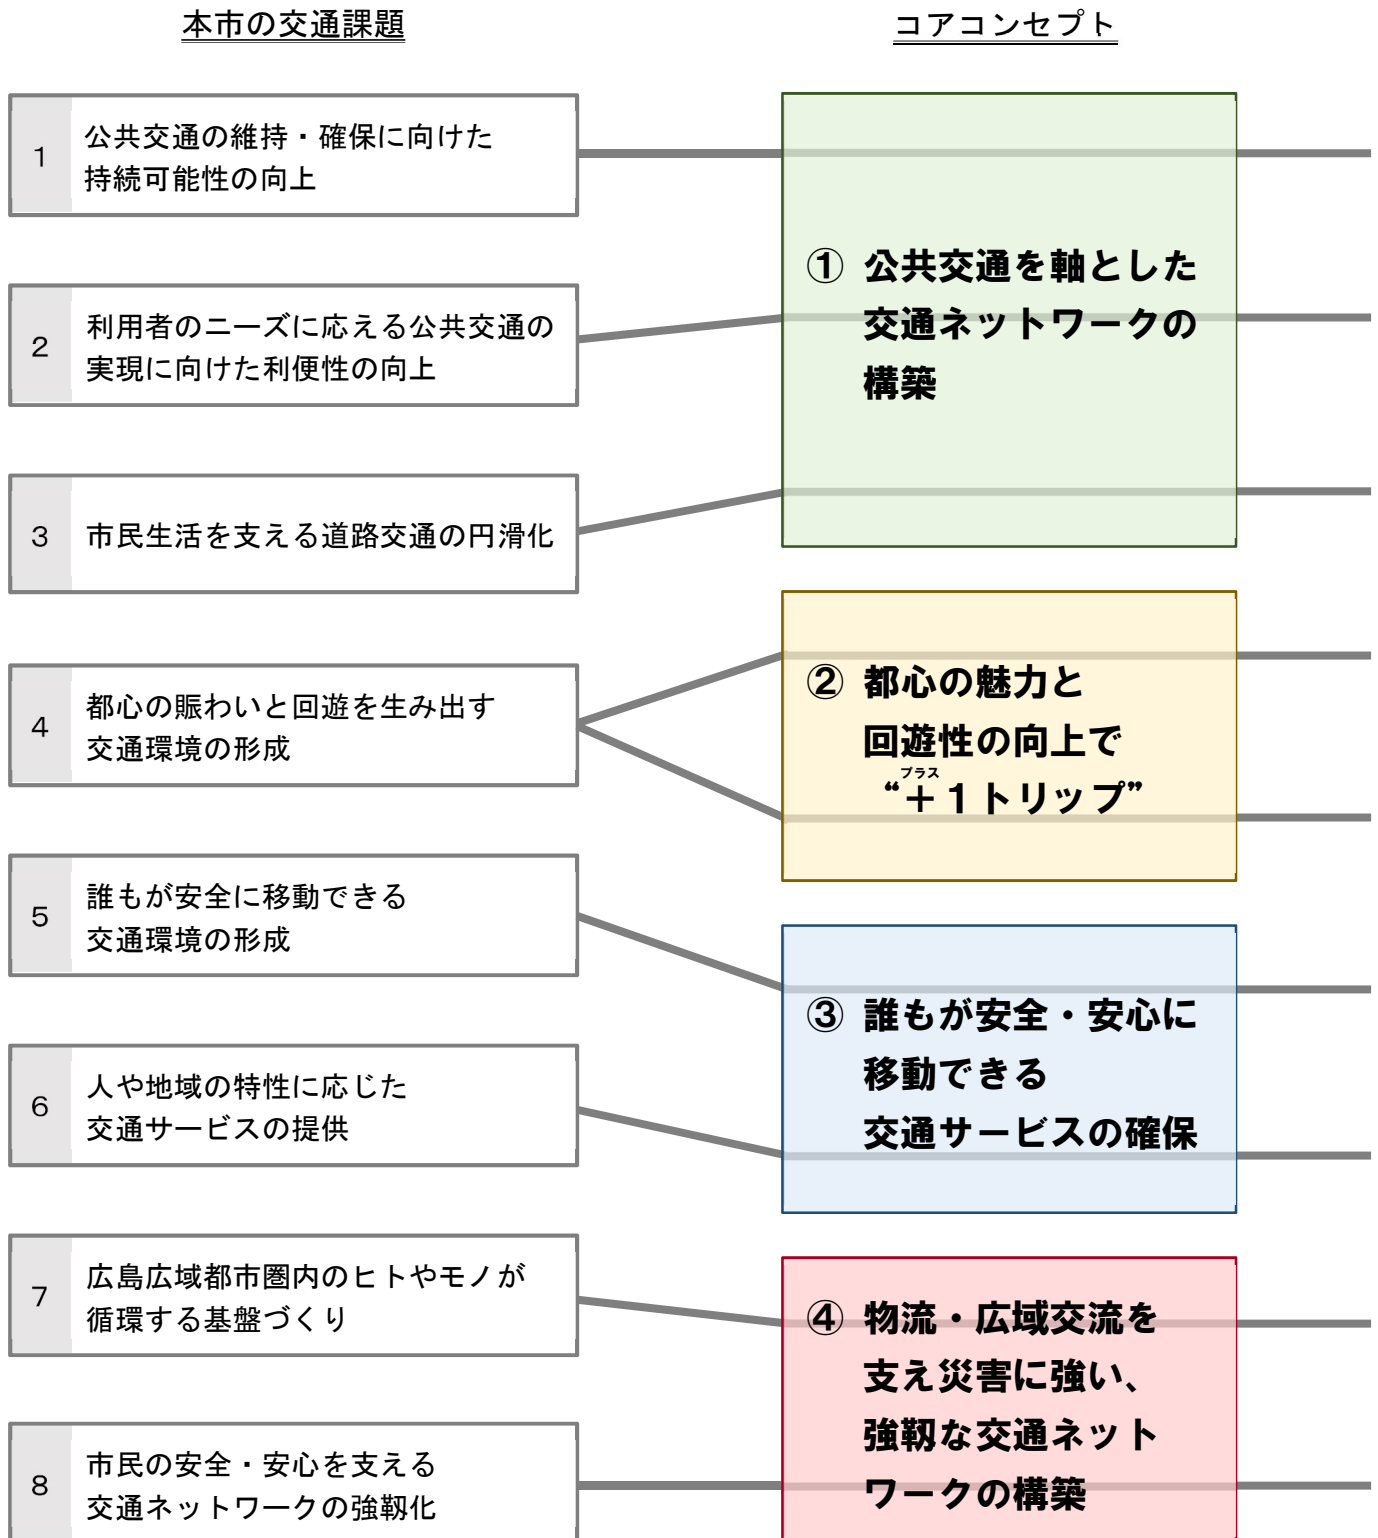 本市の交通課題
コアコンセプト
1
公共交通の維持・確保に向けた
持続可能性の向上
2
利用者のニーズに応える公共交通の
実現に向けた利便性の向上
3
市民生活を支える道路交通の円滑化
① 公共交通を軸とした
交通ネットワークの
構築
4
都心の賑わいと回遊を生み出す
交通環境の形成
② 都心の魅力と
回遊性の向上で
プラス
“＋１トリップ”
5
誰もが安全に移動できる
交通環境の形成
6
人や地域の特性に応じた
交通サービスの提供
③ 誰もが安全・安心に
移動できる
交通サービスの確保
7
広島広域都市圏内のヒトやモノが
循環する基盤づくり
8
市民の安全・安心を支える
交通ネットワークの強靱化
④ 物流・広域交流を
支え災害に強い、
強靱な交通ネット
ワークの構築